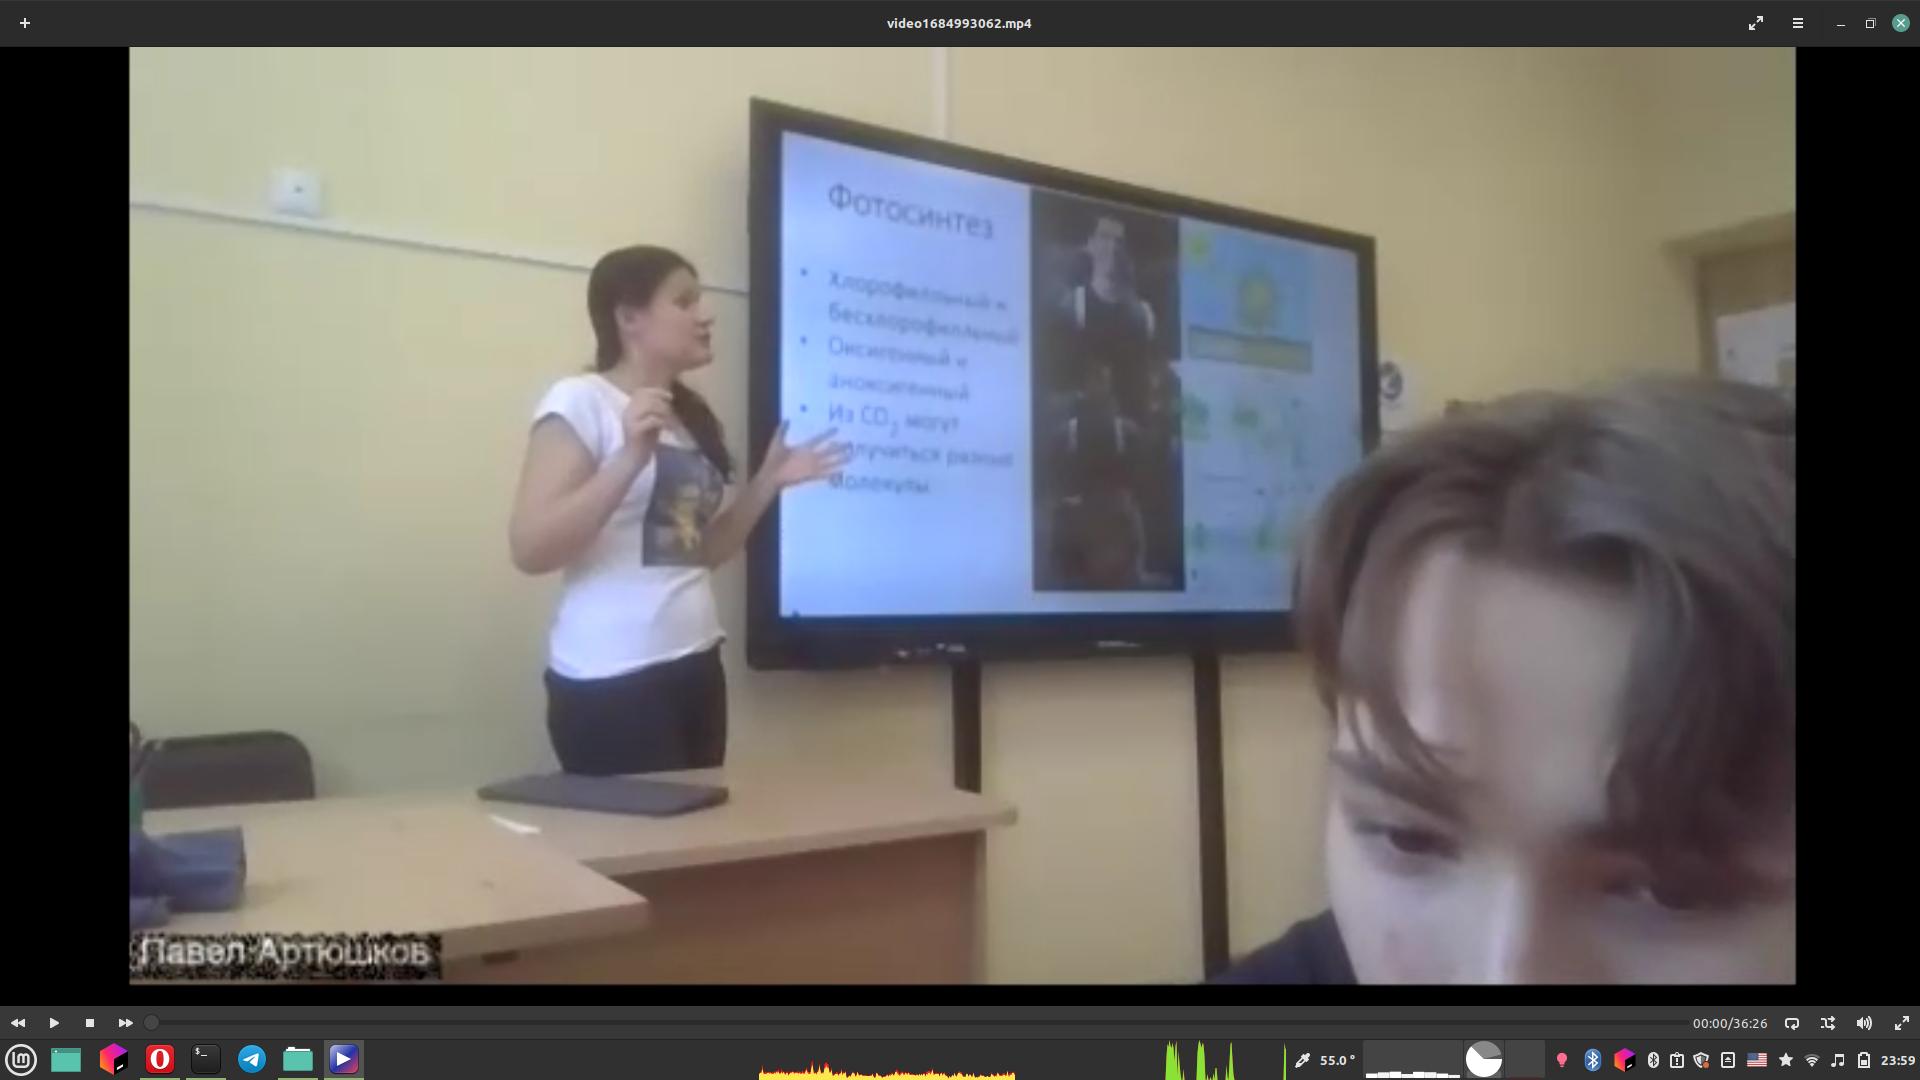 video1684993062.mp4
Фотосинтез
Хлорофилльный и
бесхлорофилльный
Оксигенный и
аноксигенный
Из CO2 могут
получиться разные
молекулы
Павел Артюшков
00:00/36:26
55.0 °
23:59